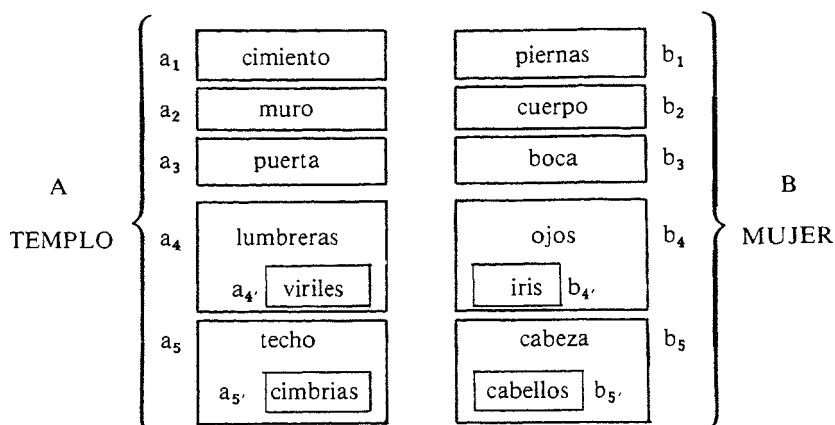 a₁ cimiento piernas b₁
a₂ muro cuerpo b₂
a₃ puerta boca b₃
A B
TEMPLO a₄ lumbreras ojos b₄ MUJER
a₄' viriles iris b₄'
a₅ techo cabeza b₅
a₅' cimbrias cabellos b₅'